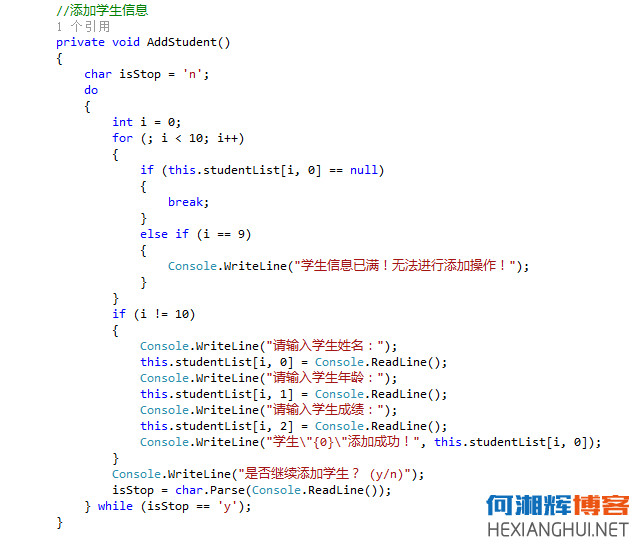 //添加学生信息
1 个引用
private void AddStudent()
{
    char isStop = 'n';
    do
    {
        int i = 0;
        for (; i < 10; i++)
        {
            if (this.studentList[i, 0] == null)
            {
                break;
            }
            else if (i == 9)
            {
                Console.WriteLine("学生信息已满！无法进行添加操作！");
            }
        }
        if (i != 10)
        {
            Console.WriteLine("请输入学生姓名：");
            this.studentList[i, 0] = Console.ReadLine();
            Console.WriteLine("请输入学生年龄：");
            this.studentList[i, 1] = Console.ReadLine();
            Console.WriteLine("请输入学生成绩：");
            this.studentList[i, 2] = Console.ReadLine();
            Console.WriteLine("学生\"{0}\"添加成功！", this.studentList[i, 0]);
        }
        Console.WriteLine("是否继续添加学生？ (y/n)");
        isStop = char.Parse(Console.ReadLine());
    } while (isStop == 'y');
}
何湘辉博客
HEXIANGHUI.NET